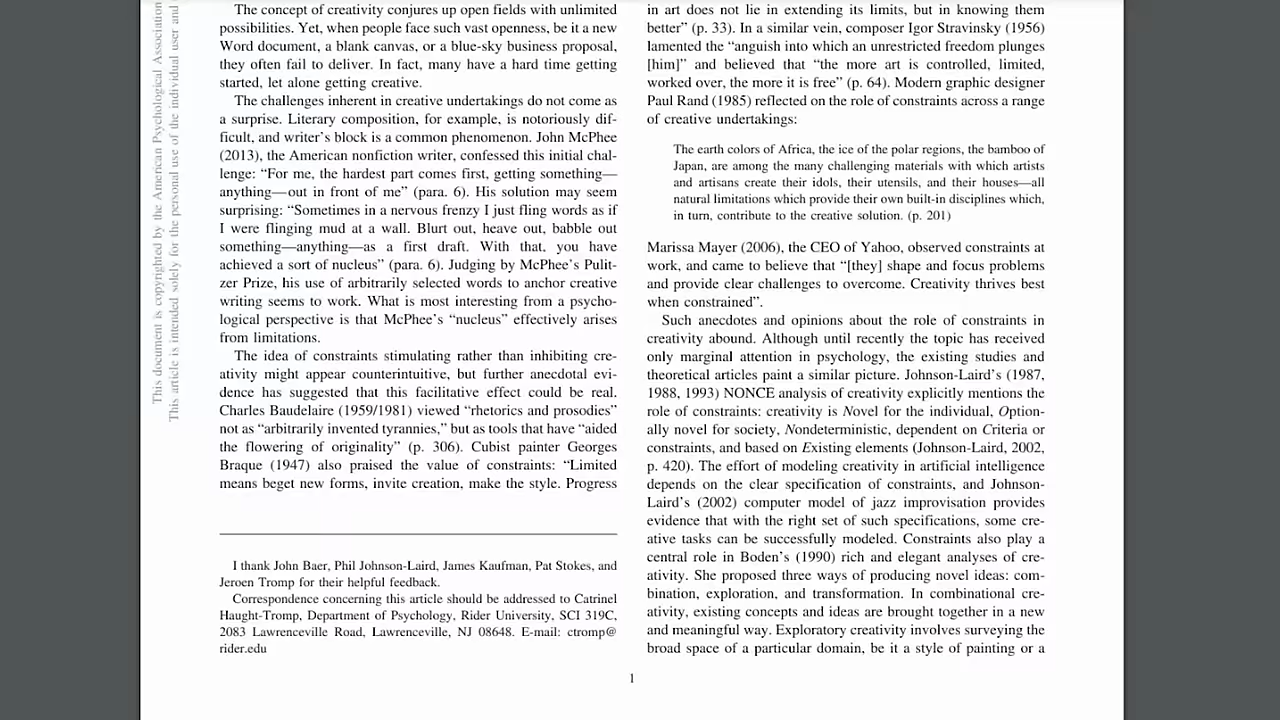 This document is copyrighted by the American Psychological Association
This article is intended solely for the personal use of the individual user and
The concept of creativity conjures up open fields with unlimited
possibilities. Yet, when people face such vast openness, be it a new
Word document, a blank canvas, or a blue-sky business proposal,
they often fail to deliver. In fact, many have a hard time getting
started, let alone getting creative.
The challenges inherent in creative undertakings do not come as
a surprise. Literary composition, for example, is notoriously dif-
ficult, and writer's block is a common phenomenon. John McPhee
(2013), the American nonfiction writer, confessed this initial chal-
lenge: “For me, the hardest part comes first, getting something—
anything—out in front of me” (para. 6). His solution may seem
surprising: “Sometimes in a nervous frenzy I just fling words as if
I were flinging mud at a wall. Blurt out, heave out, babble out
something—anything—as a first draft. With that, you have
achieved a sort of nucleus” (para. 6). Judging by McPhee's Pulit-
zer Prize, his use of arbitrarily selected words to anchor creative
writing seems to work. What is most interesting from a psycho-
logical perspective is that McPhee's “nucleus” effectively arises
from limitations.
The idea of constraints stimulating rather than inhibiting cre-
ativity might appear counterintuitive, but further anecdotal evi-
dence has suggested that this facilitative effect could be real.
Charles Baudelaire (1959/1981) viewed “rhetorics and prosodies”
not as “arbitrarily invented tyrannies,” but as tools that have “aided
the flowering of originality” (p. 306). Cubist painter Georges
Braque (1947) also praised the value of constraints: “Limited
means beget new forms, invite creation, make the style. Progress
I thank John Baer, Phil Johnson-Laird, James Kaufman, Pat Stokes, and
Jeroen Tromp for their helpful feedback.
Correspondence concerning this article should be addressed to Catrinel
Haught-Tromp, Department of Psychology, Rider University, SCI 319C,
2083 Lawrenceville Road, Lawrenceville, NJ 08648. E-mail: ctromp@
rider.edu
in art does not lie in extending its limits, but in knowing them
better” (p. 33). In a similar vein, composer Igor Stravinsky (1956)
lamented the “anguish into which an unrestricted freedom plunges
[him]” and believed that “the more art is controlled, limited,
worked over, the more it is free” (p. 64). Modern graphic designer
Paul Rand (1985) reflected on the role of constraints across a range
of creative undertakings:
The earth colors of Africa, the ice of the polar regions, the bamboo of
Japan, are among the many challenging materials with which artists
and artisans create their idols, their utensils, and their houses—all
natural limitations which provide their own built-in disciplines which,
in turn, contribute to the creative solution. (p. 201)
Marissa Mayer (2006), the CEO of Yahoo, observed constraints at
work and came to believe that “[they] shape and focus problems
and provide clear challenges to overcome. Creativity thrives best
when constrained”.
Such anecdotes and opinions about the role of constraints in
creativity abound. Although until recently the topic has received
only marginal attention in psychology, the existing studies and
theoretical articles paint a similar picture. Johnson-Laird's (1987,
1988, 1993) NONCE analysis of creativity explicitly mentions the
role of constraints: creativity is Novel for the individual, Option-
ally novel for society, Nondeterministic, dependent on Criteria or
constraints, and based on Existing elements (Johnson-Laird, 2002,
p. 420). The effort of modeling creativity in artificial intelligence
depends on the clear specification of constraints, and Johnson-
Laird's (2002) computer model of jazz improvisation provides
evidence that with the right set of such specifications, some cre-
ative tasks can be successfully modeled. Constraints also play a
central role in Boden's (1990) rich and elegant analyses of cre-
ativity. She proposed three ways of producing novel ideas: com-
bination, exploration, and transformation. In combinational cre-
ativity, existing concepts and ideas are brought together in a new
and meaningful way. Exploratory creativity involves surveying the
broad space of a particular domain, be it a style of painting or a
1